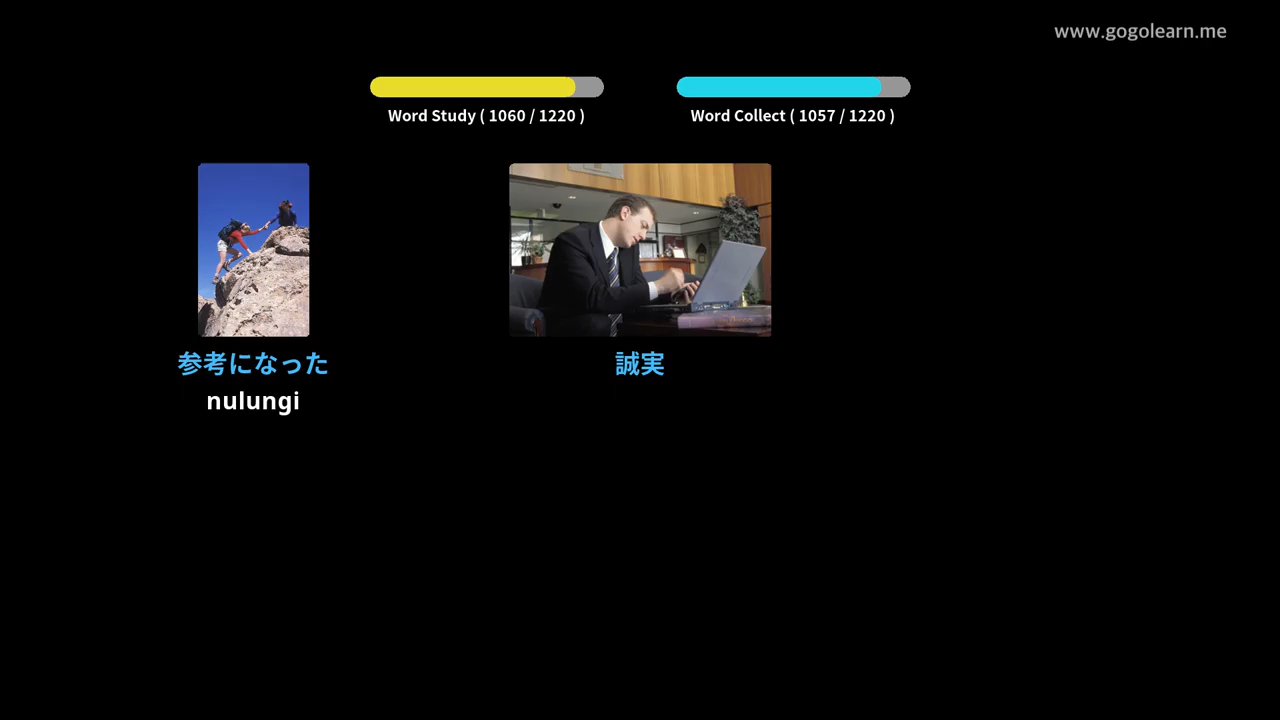 www.gogolearn.me
Word Study ( 1060 / 1220 )
Word Collect ( 1057 / 1220 )
参考になった
nulungi
誠実